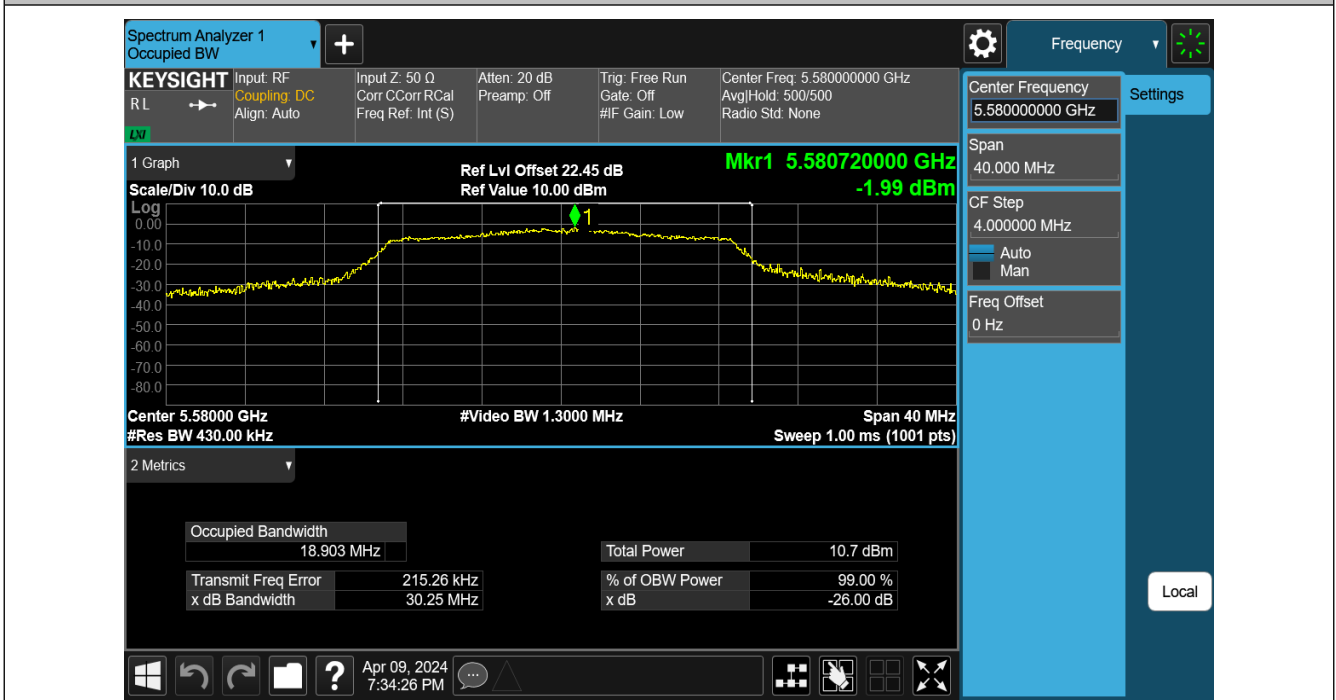 Spectrum Analyzer 1
Occupied BW
+
Frequency
KEYSIGHT
RL
LXI
Input: RF
Coupling: DC
Align: Auto
Input Z: 50 Ω
Corr CCorr RCal
Freq Ref: Int (S)
Atten: 20 dB
Preamp: Off
Trig: Free Run
Gate: Off
#IF Gain: Low
Center Freq: 5.580000000 GHz
Avg|Hold: 500/500
Radio Std: None
Center Frequency
5.580000000 GHz
Settings
Span
40.000 MHz
CF Step
4.000000 MHz
Auto
Man
Freq Offset
0 Hz
1 Graph
Scale/Div 10.0 dB
Ref Lvl Offset 22.45 dB
Ref Value 10.00 dBm
Mkr1 5.580720000 GHz
-1.99 dBm
Log
1
0.00
-10.0
-20.0
-30.0
-40.0
-50.0
-60.0
-70.0
-80.0
Center 5.58000 GHz
#Video BW 1.3000 MHz
Span 40 MHz
#Res BW 430.00 kHz
Sweep 1.00 ms (1001 pts)
2 Metrics
Occupied Bandwidth
18.903 MHz
Total Power 10.7 dBm
Transmit Freq Error 215.26 kHz
% of OBW Power 99.00 %
x dB Bandwidth 30.25 MHz
x dB -26.00 dB
Local
?
Apr 09, 2024
7:34:26 PM